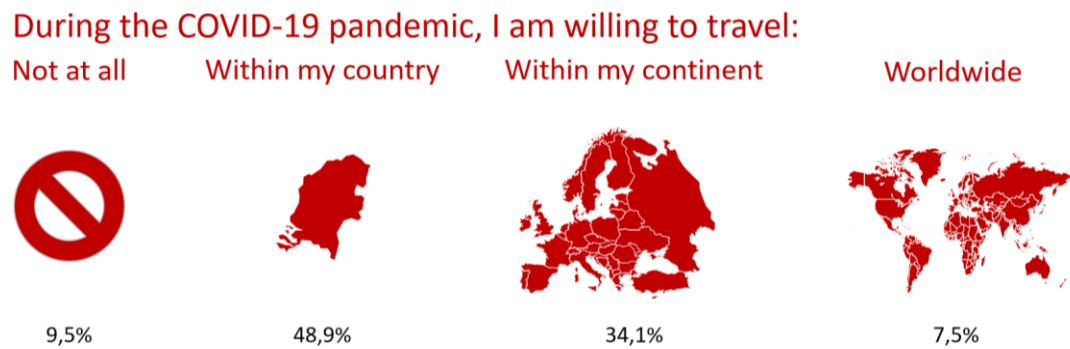 During the COVID-19 pandemic, I am willing to travel:
Not at all Within my country Within my continent Worldwide
9,5% 48,9% 34,1% 7,5%